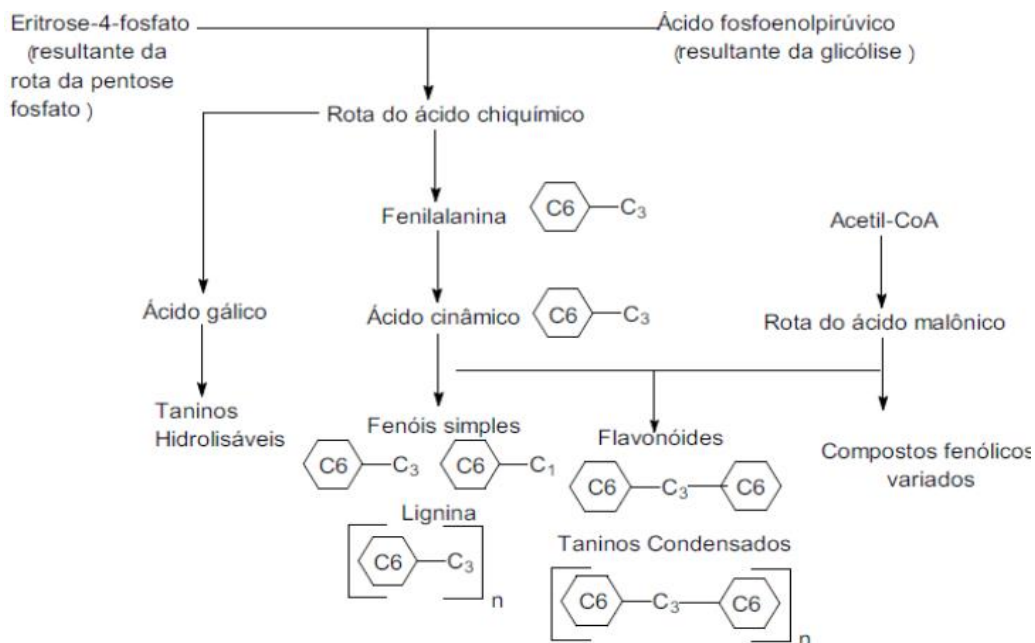 Eritrose-4-fosfato
(resultante da
rota da pentose
fosfato )
Ácido fosfoenolpirúvico
(resultante da glicólise )
Rota do ácido chiquímico
Fenilalanina
C6
C3
Acetil-CoA
Ácido gálico
Ácido cinâmico
C6
C3
Rota do ácido malônico
Taninos
Hidrolisáveis
Fenóis simples
C6
C3
C6
C1
Flavonóides
C6
C3
C6
Compostos fenólicos
variados
Lignina
C6
C3
n
Taninos Condensados
C6
C3
C6
n